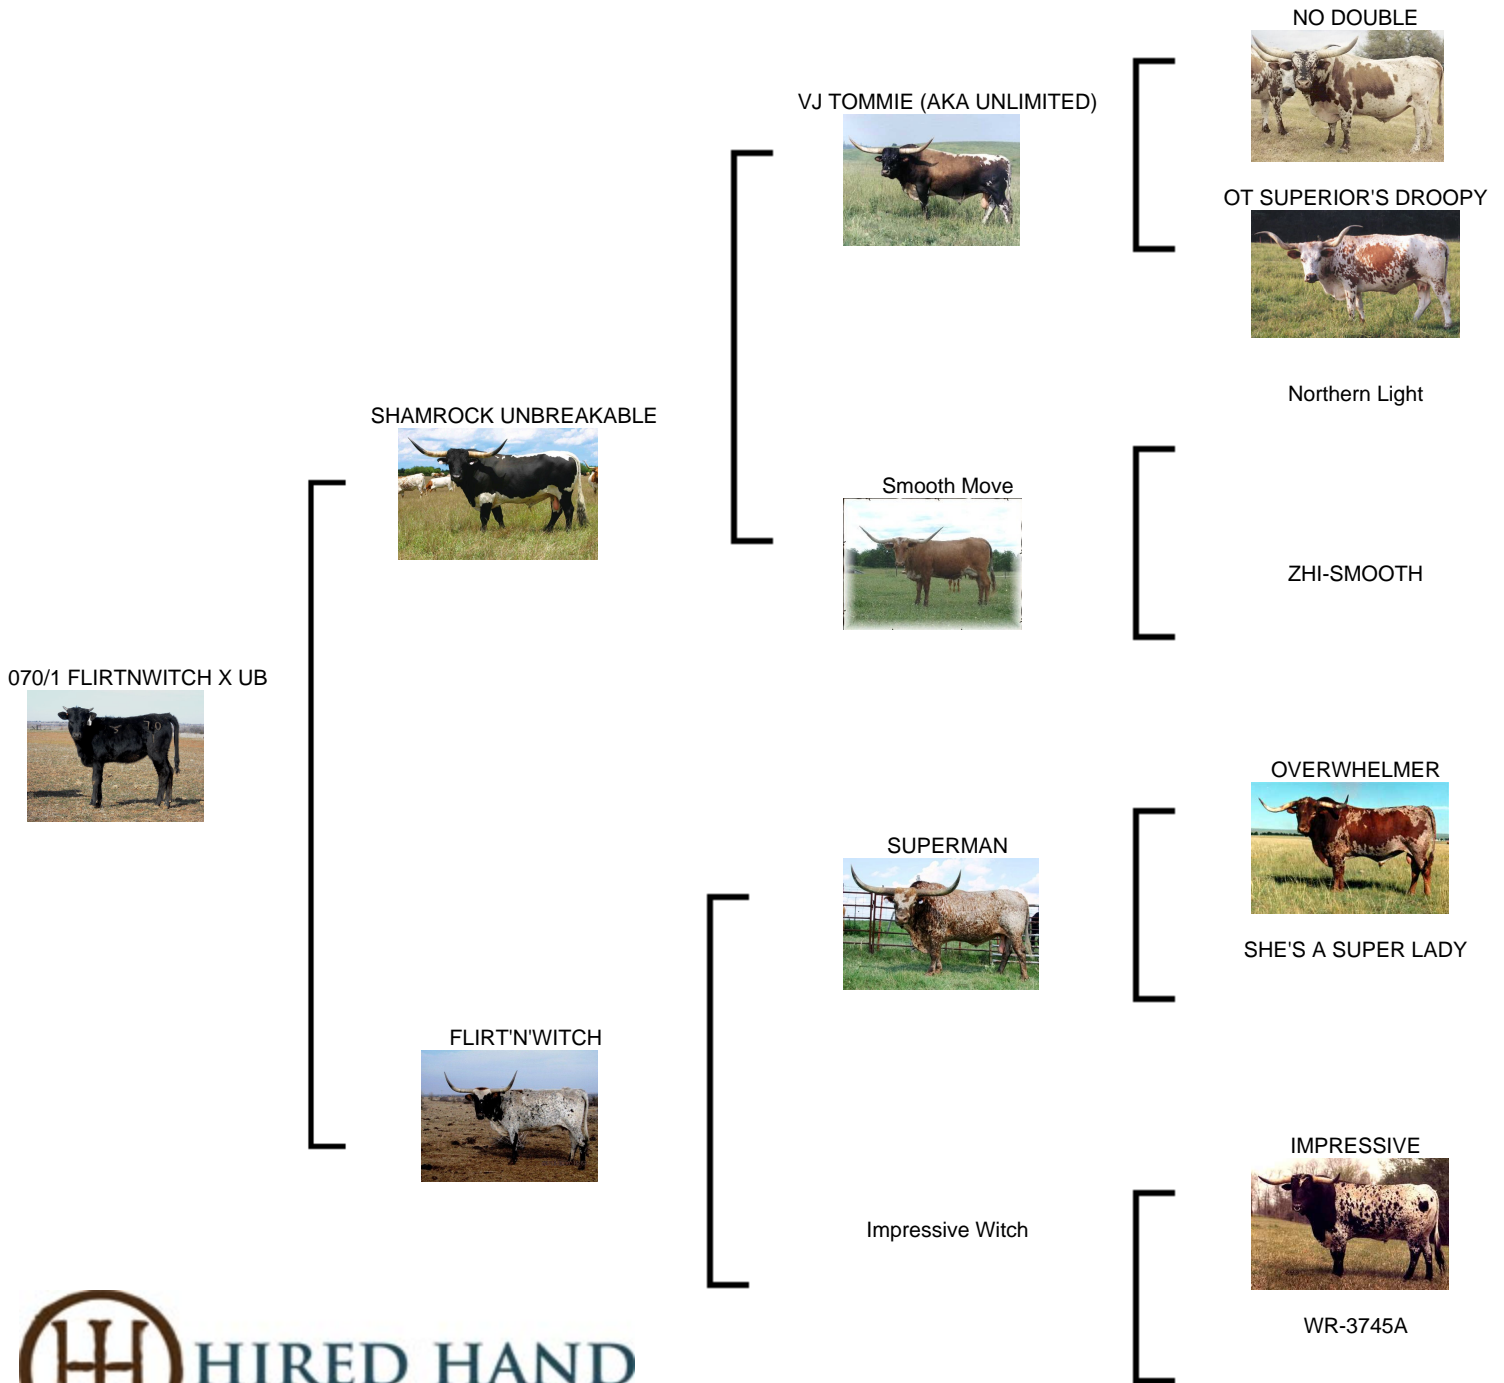 NO DOUBLE
VJ TOMMIE (AKA UNLIMITED)
OT SUPERIOR'S DROOPY
Northern Light
SHAMROCK UNBREAKABLE
Smooth Move
ZHI-SMOOTH
070/1 FLIRTNWITCH X UB
OVERWHELMER
SUPERMAN
SHE'S A SUPER LADY
FLIRT'N'WITCH
IMPRESSIVE
Impressive Witch
WR-3745A
HIRED HAND